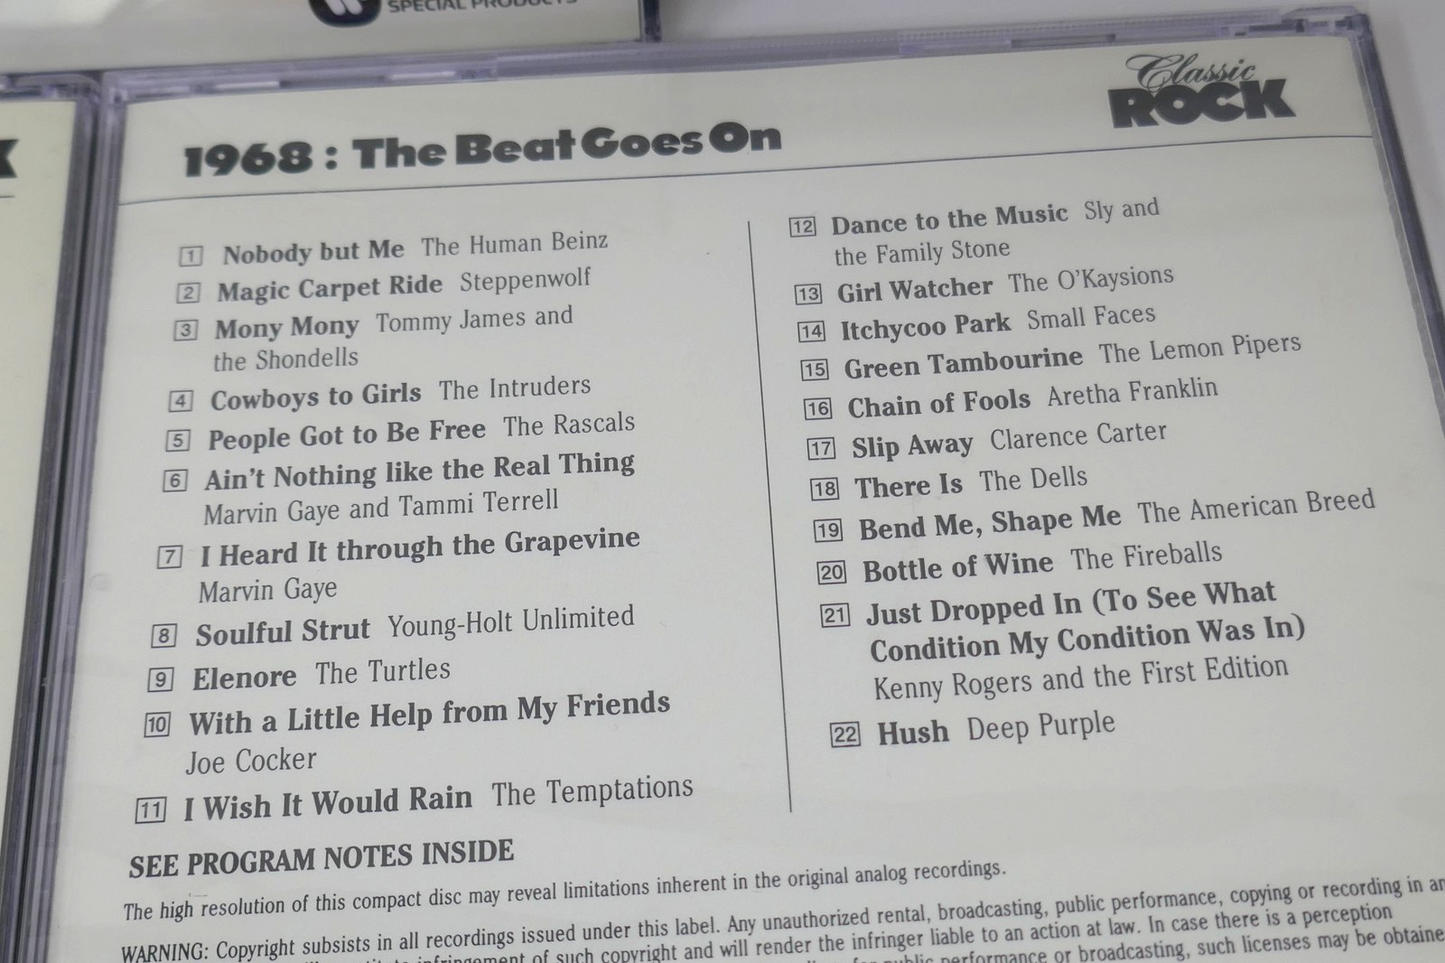 SPECIAL PRODUCTS
Classic
ROCK
1968: The Beat Goes On
1 Nobody but Me The Human Beinz
2 Magic Carpet Ride Steppenwolf
3 Mony Mony Tommy James and
the Shondells
4 Cowboys to Girls The Intruders
5 People Got to Be Free The Rascals
6 Ain't Nothing like the Real Thing
Marvin Gaye and Tammi Terrell
7 I Heard It through the Grapevine
Marvin Gaye
8 Soulful Strut Young-Holt Unlimited
9 Elenore The Turtles
10 With a Little Help from My Friends
Joe Cocker
11 I Wish It Would Rain The Temptations
12 Dance to the Music Sly and
the Family Stone
13 Girl Watcher The O'Kaysions
14 Itchycoo Park Small Faces
15 Green Tambourine The Lemon Pipers
16 Chain of Fools Aretha Franklin
17 Slip Away Clarence Carter
18 There Is The Dells
19 Bend Me, Shape Me The American Breed
20 Bottle of Wine The Fireballs
21 Just Dropped In (To See What
Condition My Condition Was In)
Kenny Rogers and the First Edition
22 Hush Deep Purple
SEE PROGRAM NOTES INSIDE
The high resolution of this compact disc may reveal limitations inherent in the original analog recordings.
WARNING: Copyright subsists in all recordings issued under this label. Any unauthorized rental, broadcasting, public performance, copying or recording in
infringement of such copyright and will render the infringer liable to an action at law. In case there is a perception
public performance or broadcasting, such licenses may be